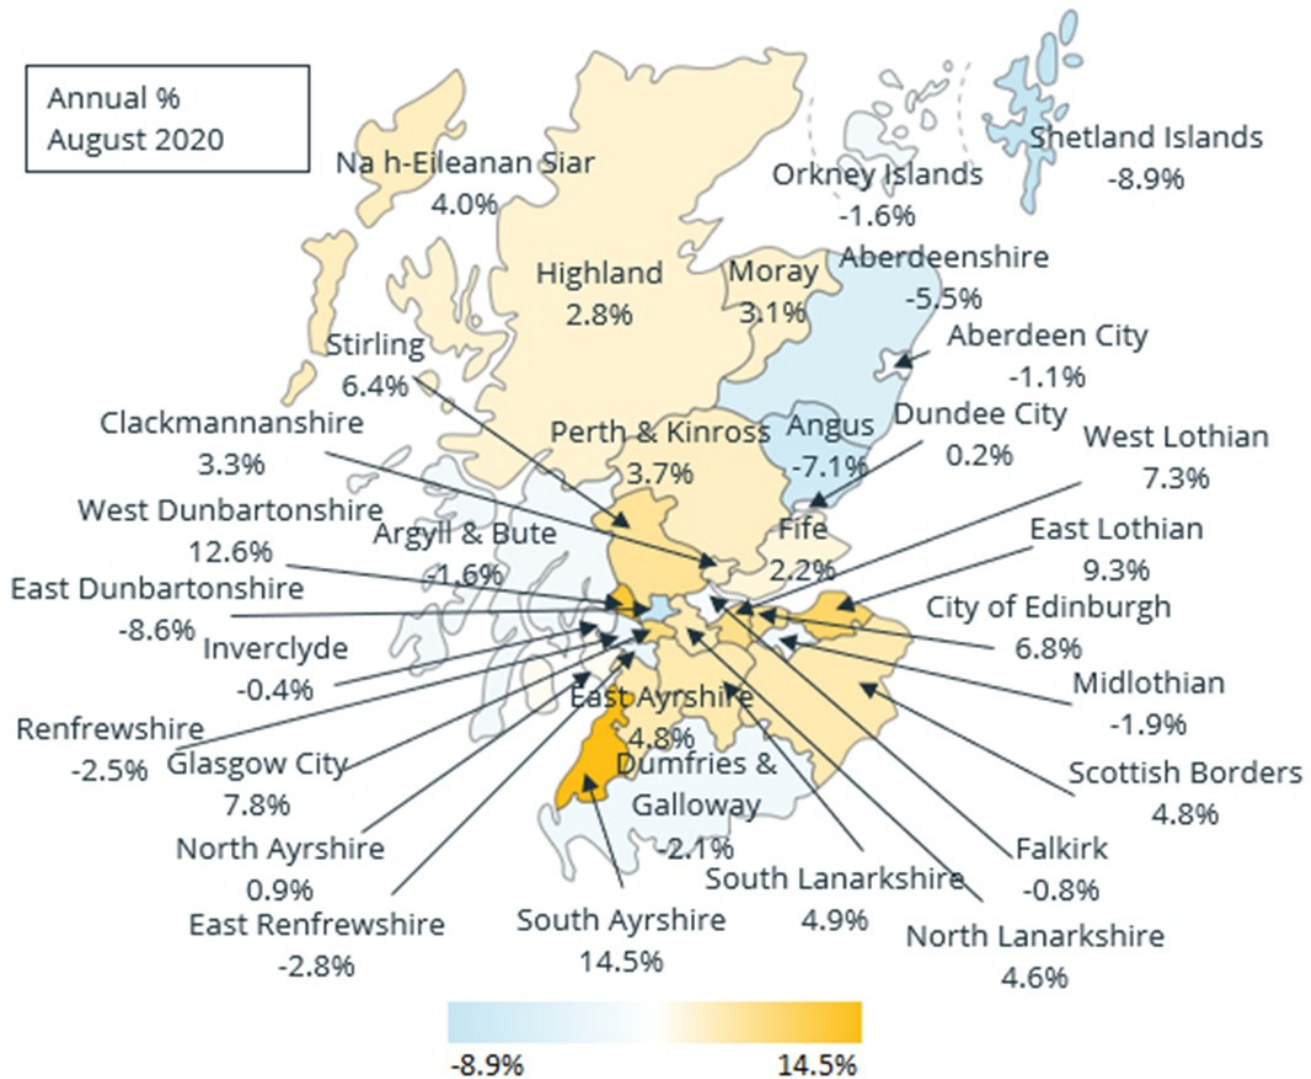 Annual %
August 2020
Na h-Eileanan Siar
4.0%
Orkney Islands
-1.6%
Shetland Islands
-8.9%
Highland
2.8%
Moray
3.1%
Aberdeenshire
-5.5%
Aberdeen City
-1.1%
Stirling
6.4%
Clackmannanshire
3.3%
Perth & Kinross
3.7%
Angus
-7.1%
Dundee City
0.2%
West Lothian
7.3%
West Dunbartonshire
12.6%
Argyll & Bute
-1.6%
Fife
2.2%
East Lothian
9.3%
East Dunbartonshire
-8.6%
City of Edinburgh
6.8%
Inverclyde
-0.4%
Midlothian
-1.9%
Renfrewshire
-2.5%
East Ayrshire
4.8%
Glasgow City
7.8%
Dumfries &
Galloway
-2.1%
Scottish Borders
4.8%
North Ayrshire
0.9%
Falkirk
-0.8%
South Lanarkshire
4.9%
East Renfrewshire
-2.8%
South Ayrshire
14.5%
North Lanarkshire
4.6%
-8.9%
14.5%